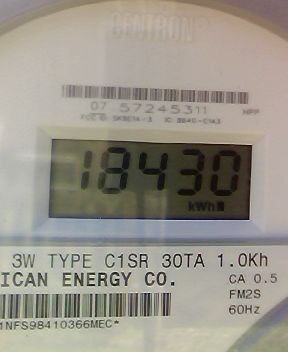 07 57245311 MPP
18430
kWh
3W TYPE C1SR 30TA 1.0Kh
ICAN ENERGY CO. CA 0.5
FM2S
60Hz
1NFS98410366MEC*